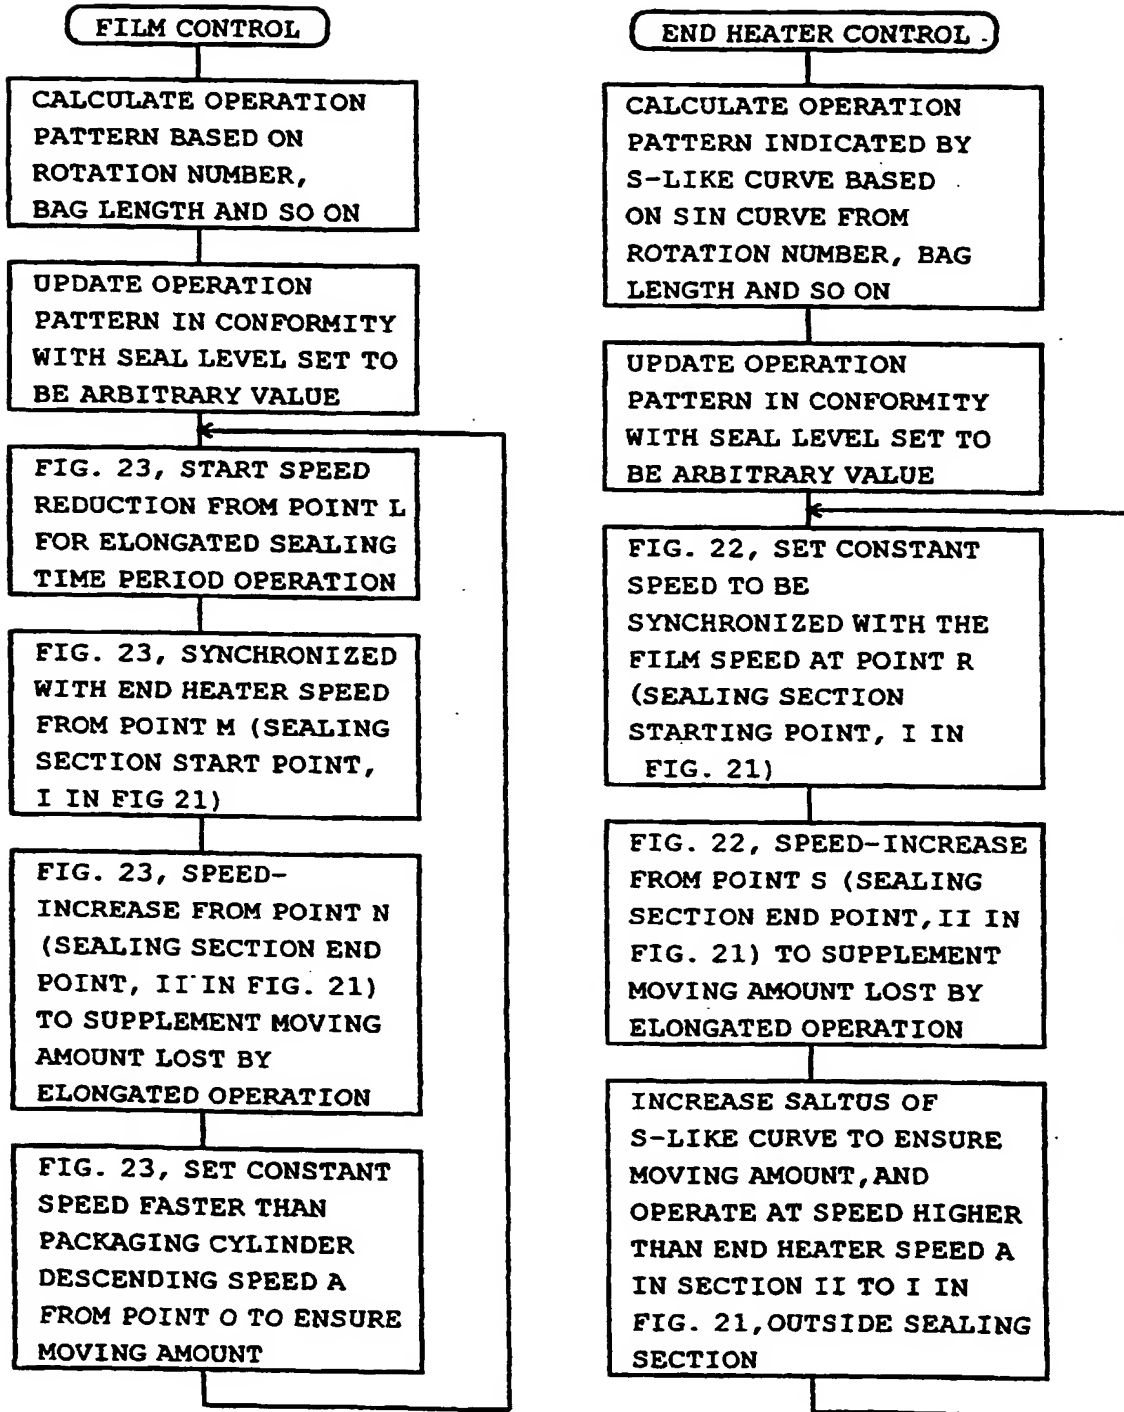 FILM CONTROL
CALCULATE OPERATION
PATTERN BASED ON
ROTATION NUMBER,
BAG LENGTH AND SO ON
UPDATE OPERATION
PATTERN IN CONFORMITY
WITH SEAL LEVEL SET TO
BE ARBITRARY VALUE
FIG. 23, START SPEED
REDUCTION FROM POINT L
FOR ELONGATED SEALING
TIME PERIOD OPERATION
FIG. 23, SYNCHRONIZED
WITH END HEATER SPEED
FROM POINT M (SEALING
SECTION START POINT,
I IN FIG 21)
FIG. 23, SPEED-
INCREASE FROM POINT N
(SEALING SECTION END
POINT, II IN FIG. 21)
TO SUPPLEMENT MOVING
AMOUNT LOST BY
ELONGATED OPERATION
FIG. 23, SET CONSTANT
SPEED FASTER THAN
PACKAGING CYLINDER
DESCENDING SPEED A
FROM POINT O TO ENSURE
MOVING AMOUNT
END HEATER CONTROL
CALCULATE OPERATION
PATTERN INDICATED BY
S-LIKE CURVE BASED
ON SIN CURVE FROM
ROTATION NUMBER, BAG
LENGTH AND SO ON
UPDATE OPERATION
PATTERN IN CONFORMITY
WITH SEAL LEVEL SET TO
BE ARBITRARY VALUE
FIG. 22, SET CONSTANT
SPEED TO BE
SYNCHRONIZED WITH THE
FILM SPEED AT POINT R
(SEALING SECTION
STARTING POINT, I IN
FIG. 21)
FIG. 22, SPEED-INCREASE
FROM POINT S (SEALING
SECTION END POINT, II IN
FIG. 21) TO SUPPLEMENT
MOVING AMOUNT LOST BY
ELONGATED OPERATION
INCREASE SALTUS OF
S-LIKE CURVE TO ENSURE
MOVING AMOUNT, AND
OPERATE AT SPEED HIGHER
THAN END HEATER SPEED A
IN SECTION II TO I IN
FIG. 21, OUTSIDE SEALING
SECTION